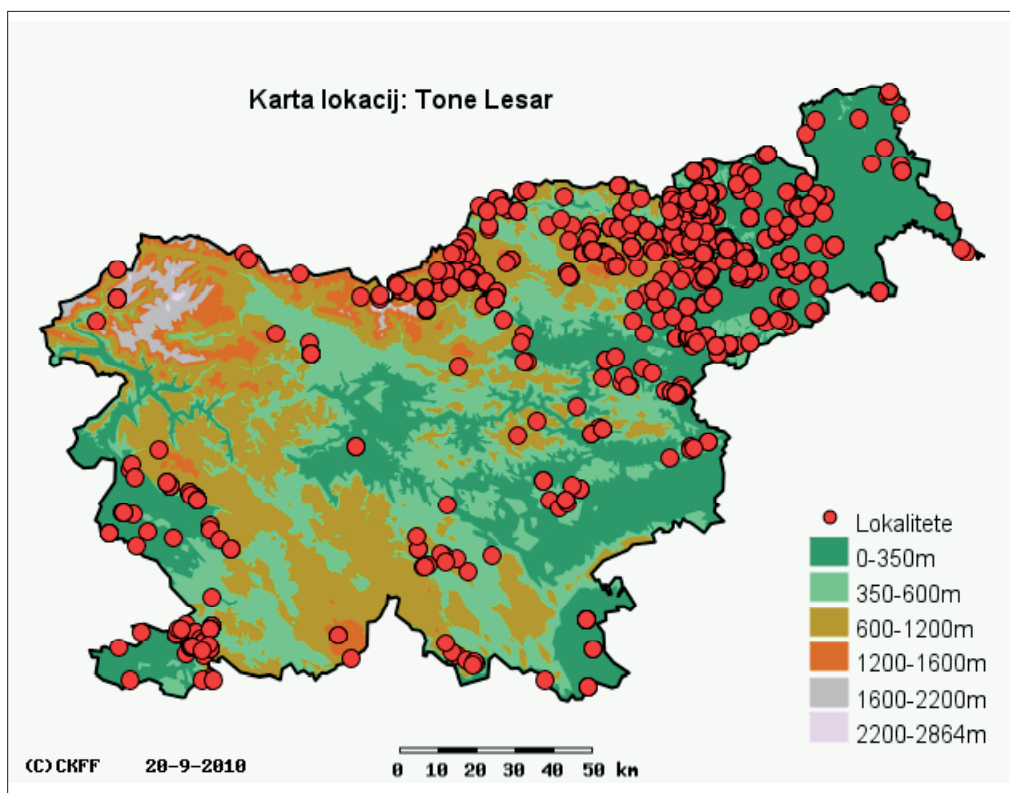 Karta lokacij: Tone Lesar
Lokalitete
0-350m
350-600m
600-1200m
1200-1600m
1600-2200m
2200-2864m
(C)CKFF 20-9-2010
0 10 20 30 40 50 km